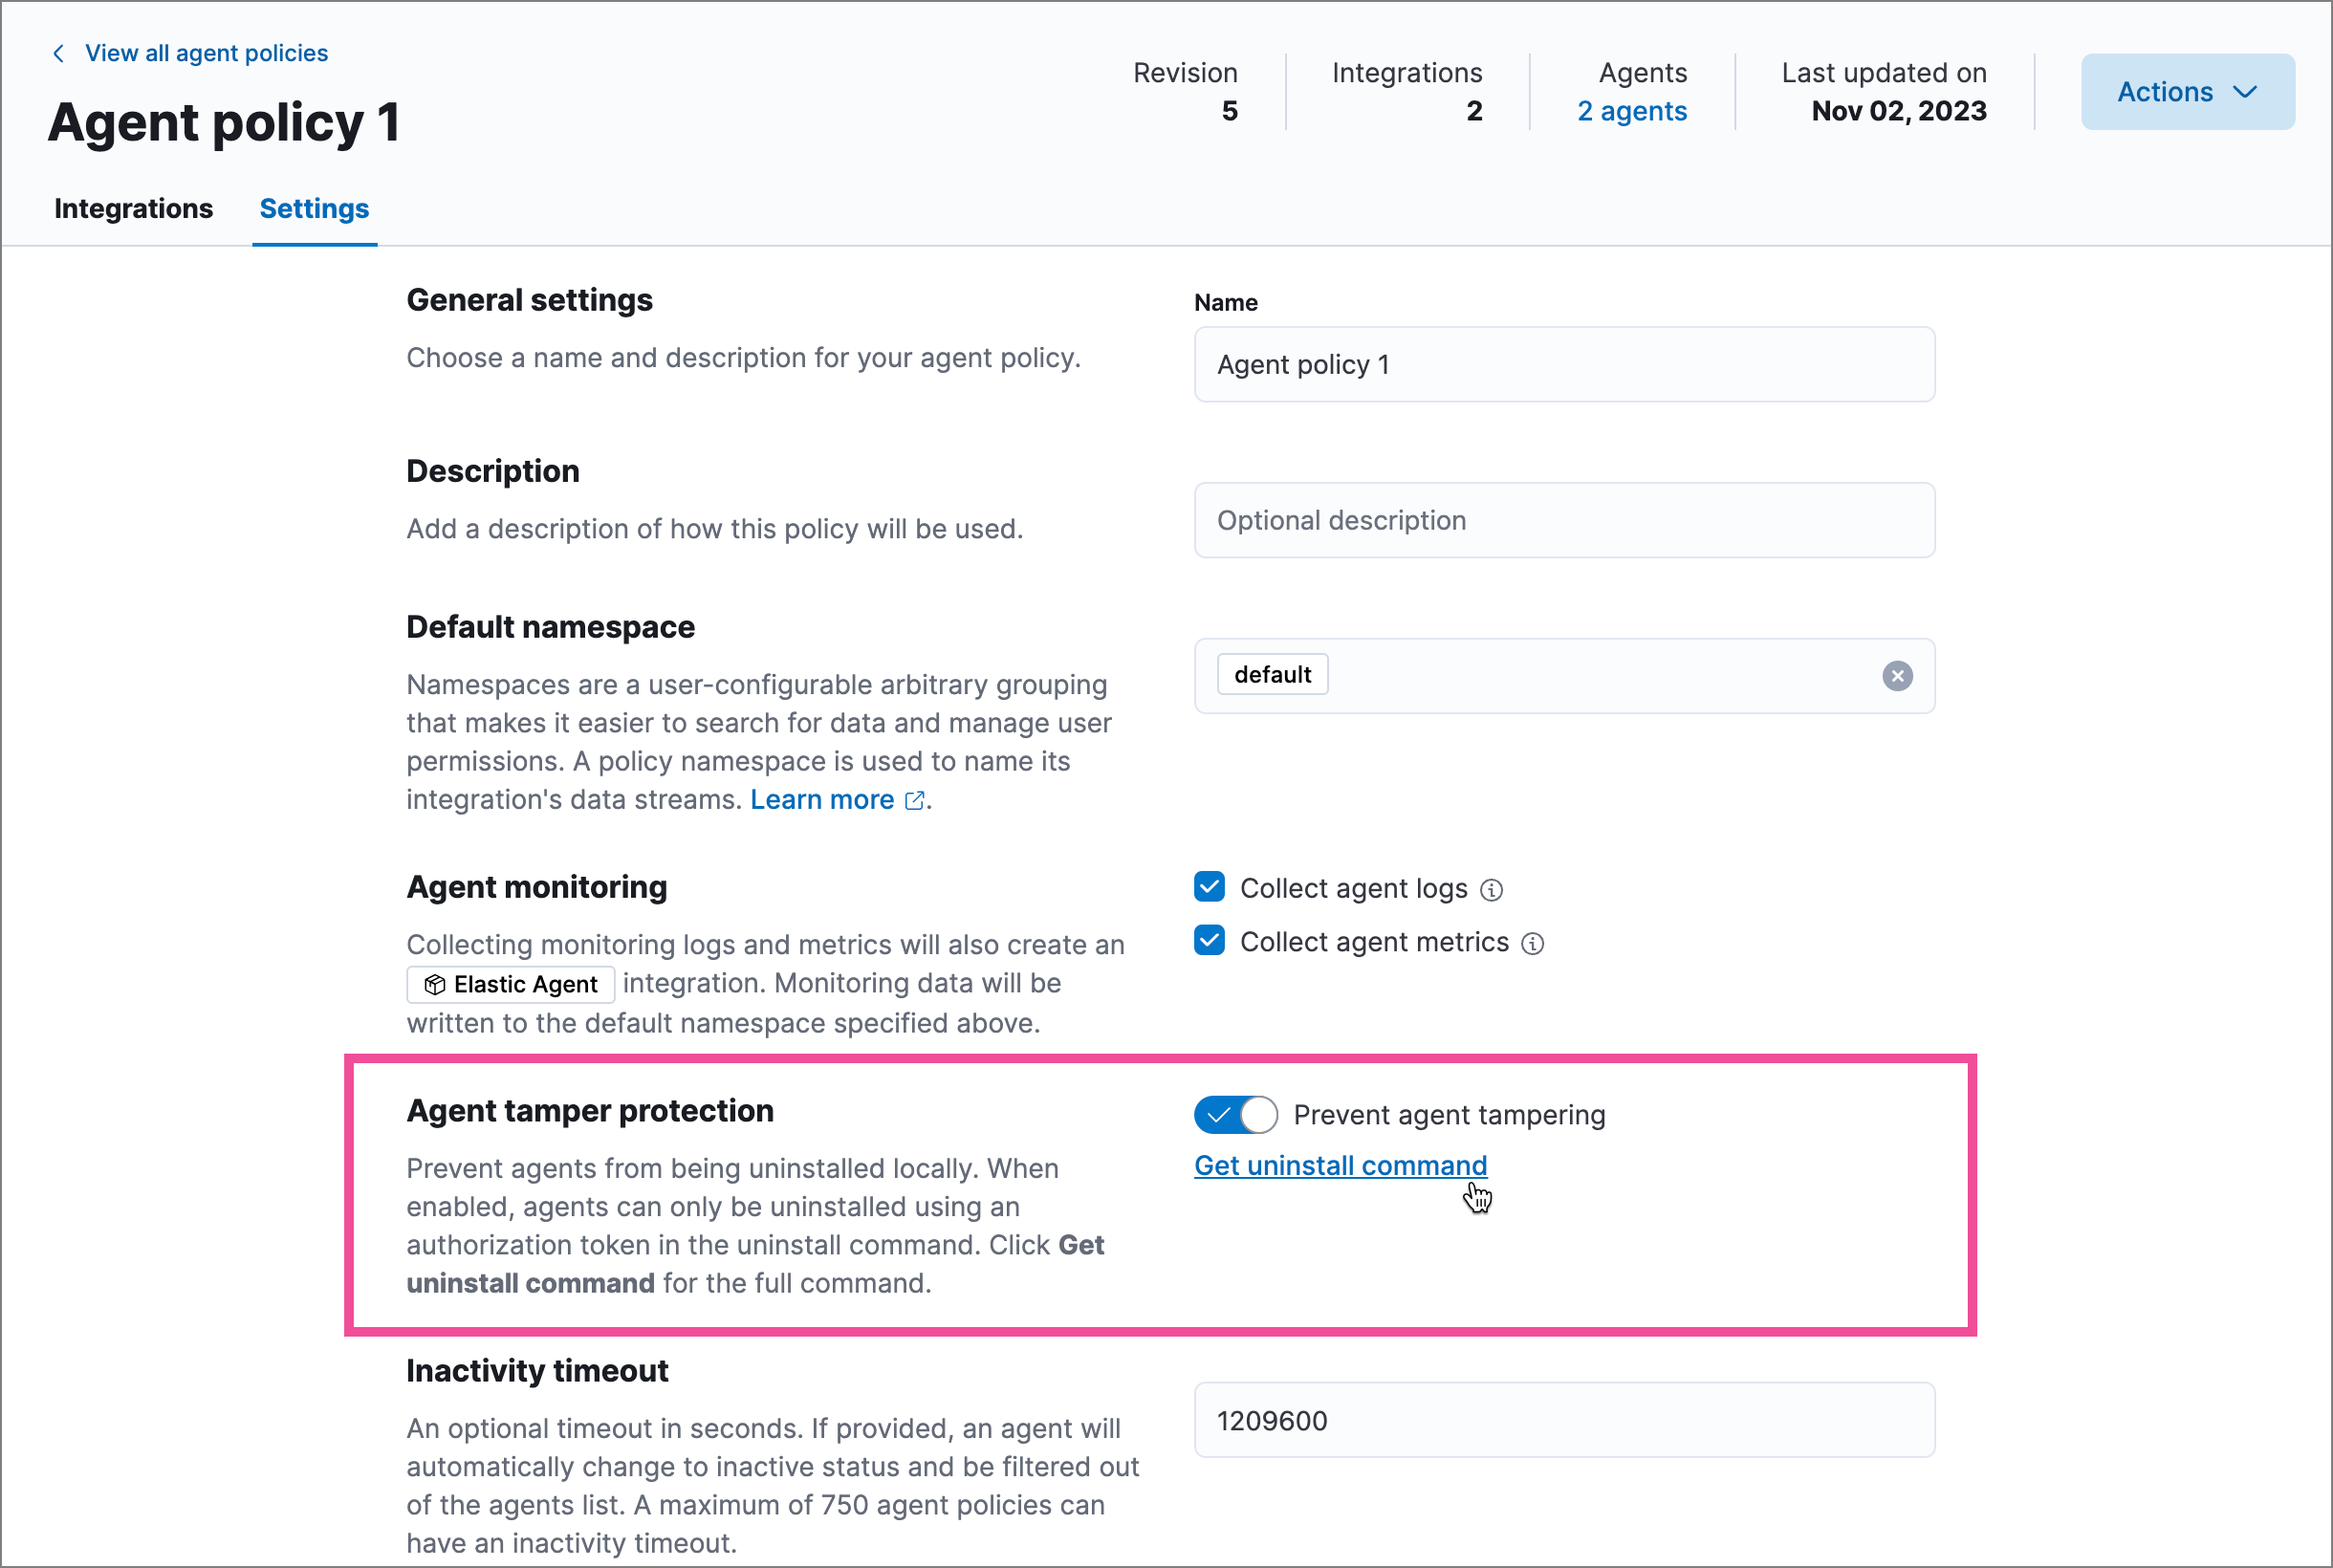 View all agent policies
Agent policy 1
Revision
5
Integrations
2
Agents
2 agents
Last updated on
Nov 02, 2023
Actions
Integrations
Settings
General settings
Choose a name and description for your agent policy.
Name
Agent policy 1
Description
Add a description of how this policy will be used.
Optional description
Default namespace
Namespaces are a user-configurable arbitrary grouping
that makes it easier to search for data and manage user
permissions. A policy namespace is used to name its
integration's data streams. Learn more .
default
Agent monitoring
Collecting monitoring logs and metrics will also create an
Elastic Agent integration. Monitoring data will be
written to the default namespace specified above.
Collect agent logs
Collect agent metrics
Agent tamper protection
Prevent agents from being uninstalled locally. When
enabled, agents can only be uninstalled using an
authorization token in the uninstall command. Click Get
uninstall command for the full command.
Prevent agent tampering
Get uninstall command
Inactivity timeout
An optional timeout in seconds. If provided, an agent will
automatically change to inactive status and be filtered out
of the agents list. A maximum of 750 agent policies can
have an inactivity timeout.
1209600